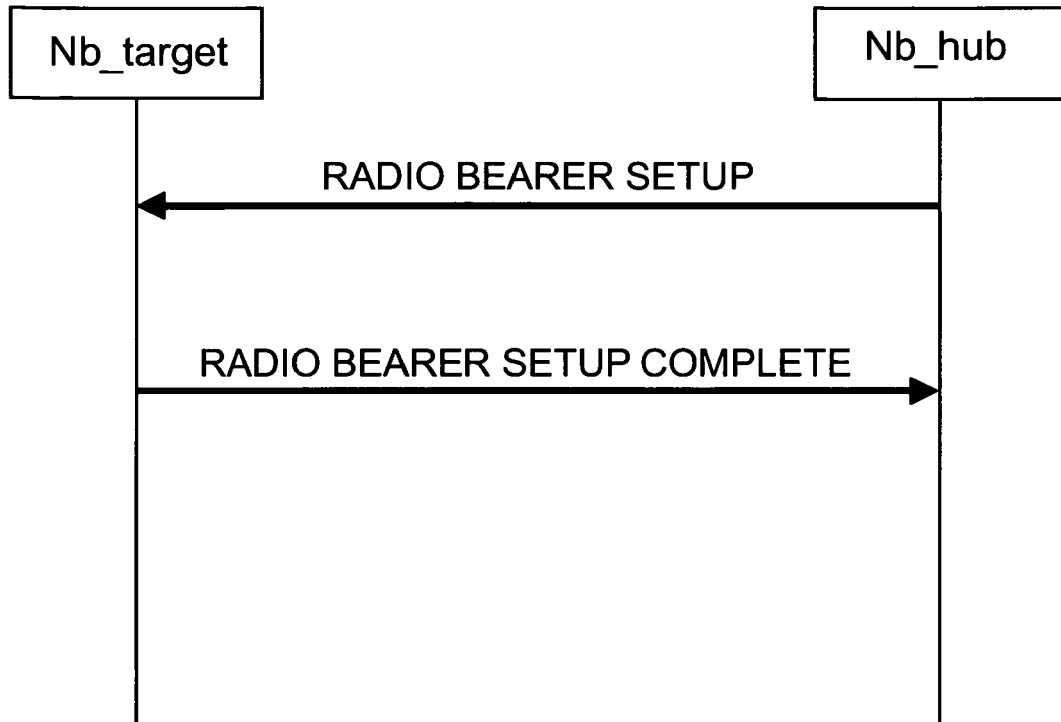 Nb_target
Nb_hub
RADIO BEARER SETUP
RADIO BEARER SETUP COMPLETE